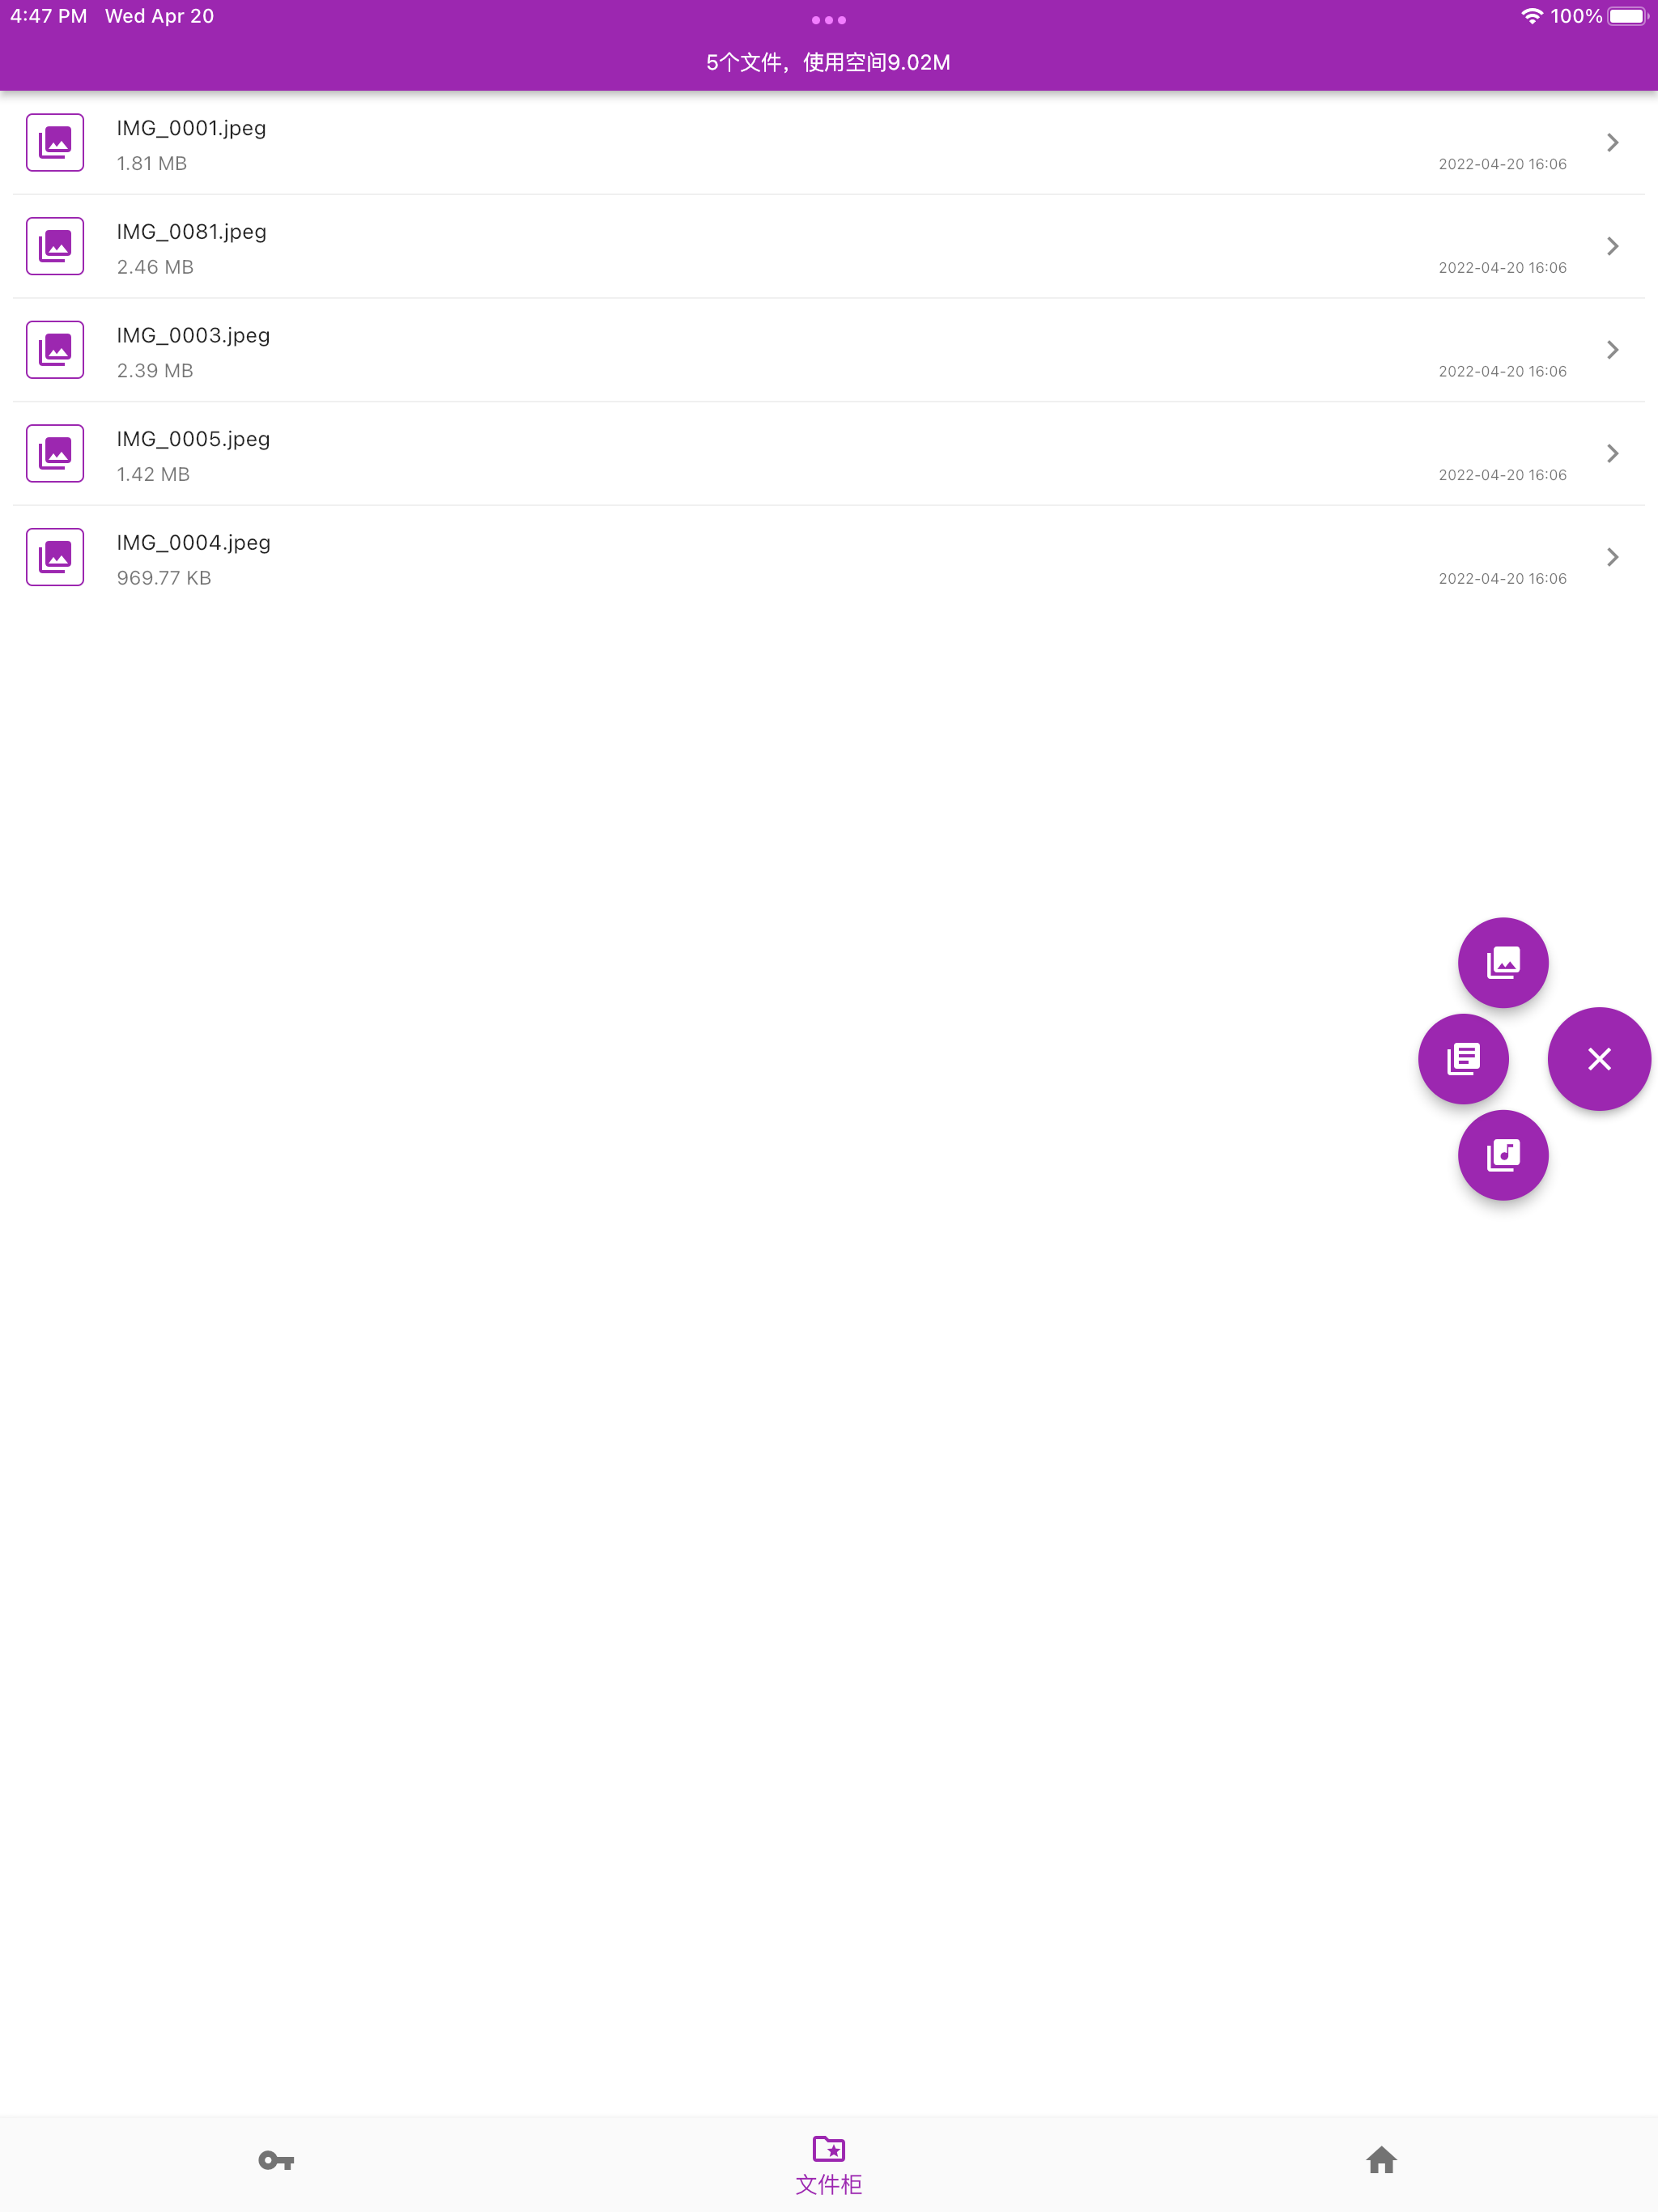 4:47 PM Wed Apr 20 100%
5个文件，使用空间9.02M
IMG_0001.jpeg
1.81 MB 2022-04-20 16:06
IMG_0081.jpeg
2.46 MB 2022-04-20 16:06
IMG_0003.jpeg
2.39 MB 2022-04-20 16:06
IMG_0005.jpeg
1.42 MB 2022-04-20 16:06
IMG_0004.jpeg
969.77 KB 2022-04-20 16:06
文件柜